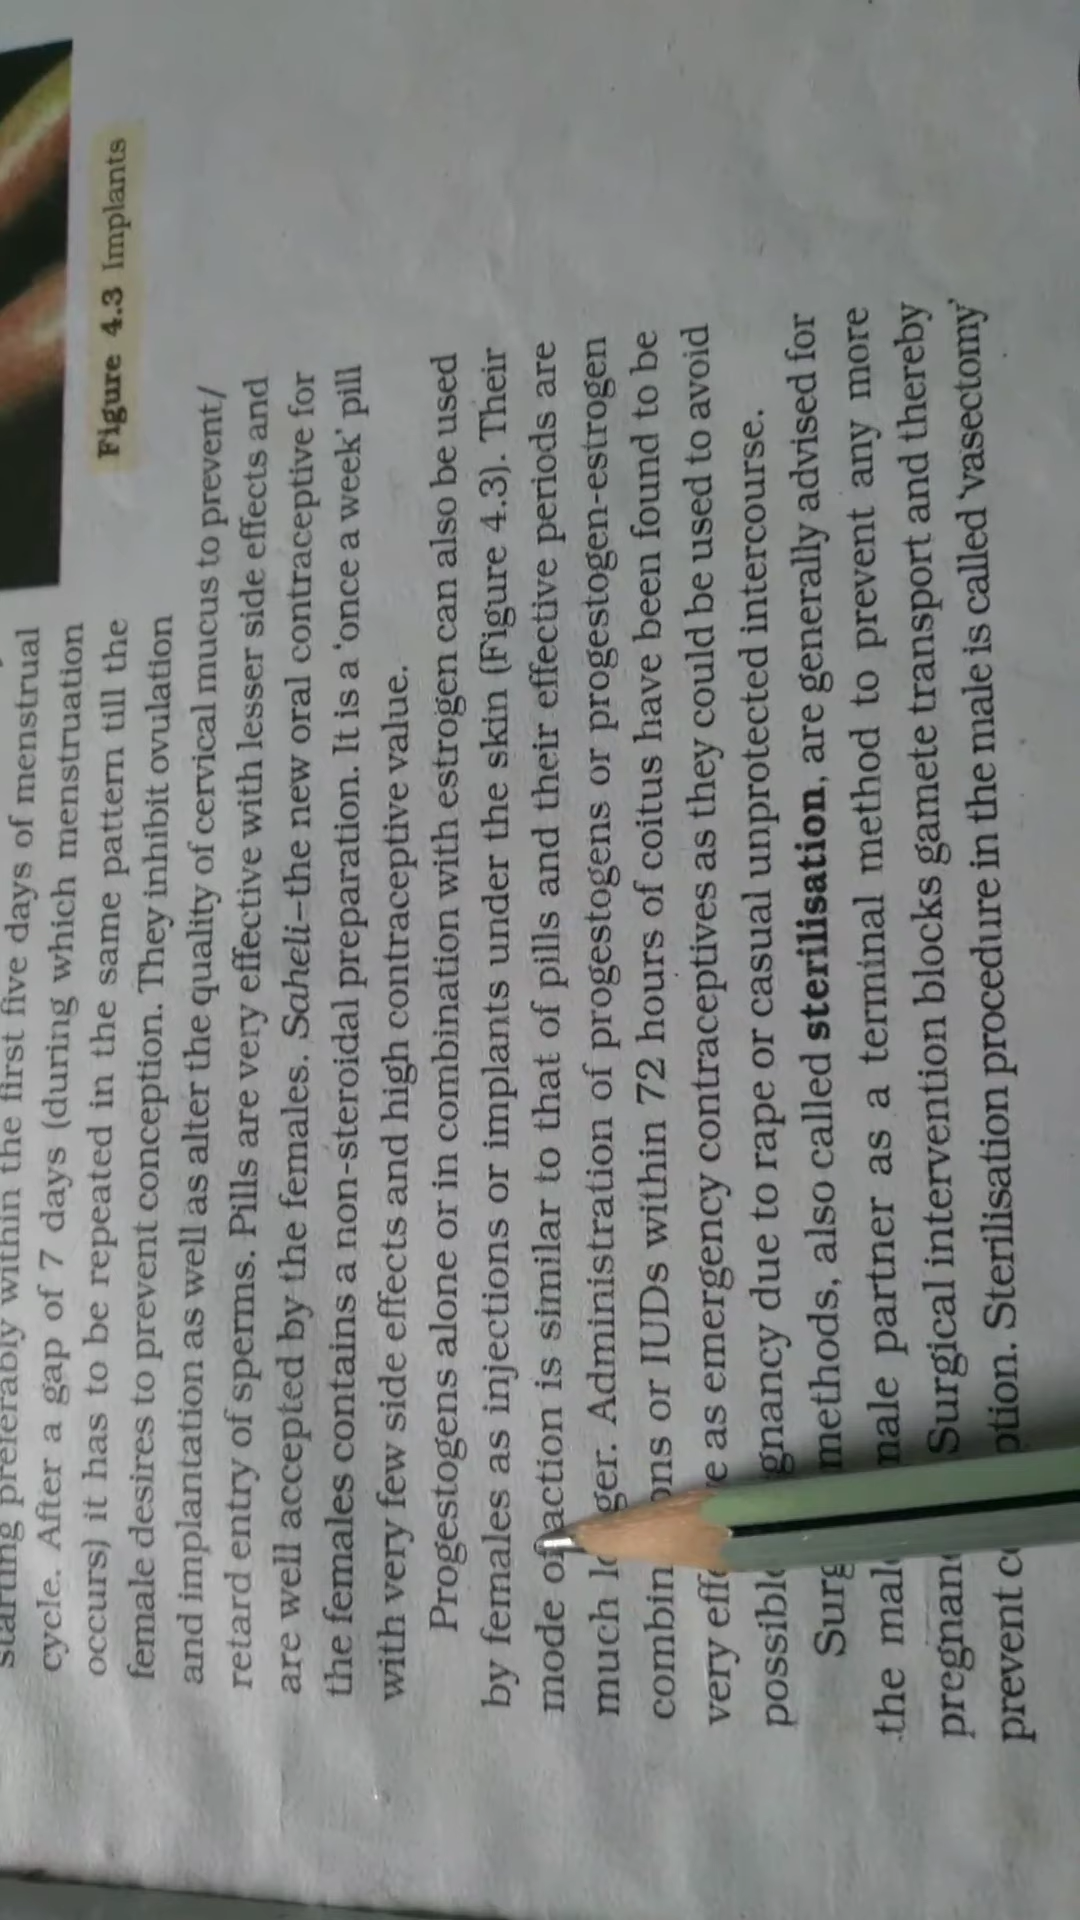 Figure 4.3 Implants
starting preferably within the first five days of menstrual
cycle. After a gap of 7 days (during which menstruation
occurs) it has to be repeated in the same pattern till the
female desires to prevent conception. They inhibit ovulation
and implantation as well as alter the quality of cervical mucus to prevent/
retard entry of sperms. Pills are very effective with lesser side effects and
are well accepted by the females. Saheli–the new oral contraceptive for
the females contains a non-steroidal preparation. It is a ‘once a week’ pill
with very few side effects and high contraceptive value.
Progestogens alone or in combination with estrogen can also be used
by females as injections or implants under the skin (Figure 4.3). Their
mode of action is similar to that of pills and their effective periods are
much ger. Administration of progestogens or progestogen-estrogen
combin ons or IUDs within 72 hours of coitus have been found to be
very effe e as emergency contraceptives as they could be used to avoid
possible gnancy due to rape or casual unprotected intercourse.
Surg methods, also called sterilisation, are generally advised for
the male male partner as a terminal method to prevent any more
pregnanc Surgical intervention blocks gamete transport and thereby
prevent co ption. Sterilisation procedure in the male is called ‘vasectomy’